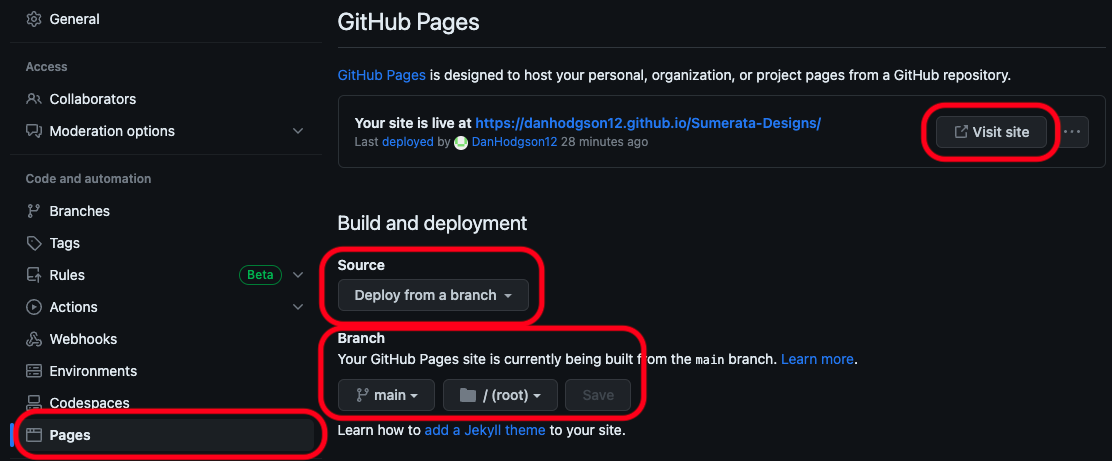 General
Access
Collaborators
Moderation options
Code and automation
Branches
Tags
Rules Beta
Actions
Webhooks
Environments
Codespaces
Pages
GitHub Pages
GitHub Pages is designed to host your personal, organization, or project pages from a GitHub repository.
Your site is live at https://danhodgson12.github.io/Sumerata-Designs/
Last deployed by DanHodgson12 28 minutes ago
Visit site
Build and deployment
Source
Deploy from a branch
Branch
Your GitHub Pages site is currently being built from the main branch. Learn more.
main / (root) Save
Learn how to add a Jekyll theme to your site.